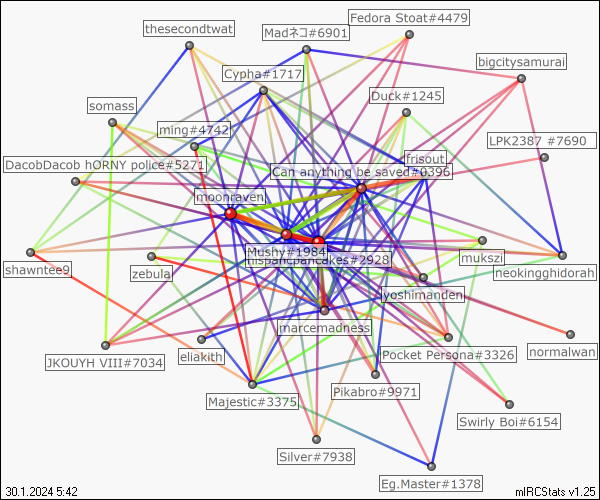 Fedora Stoat#4479
thesecondtwat
Madネコ#6901
bigcitysamurai
Cypha#1717
Duck#1245
somass
ming#4742
LPK2387 #7690
frisout
DacobDacob hORNY police#5271
Can anything be saved#0396
moonraven
Mushy#1984
mukszi
hispanpancakes#2928
shawntee9
zebula
neokingghidorah
yoshimanden
marcemadness
eliakith
Pocket Persona#3326
normalwan
JKOUYH VIII#7034
Pikabro#9971
Majestic#3375
Swirly Boi#6154
Silver#7938
Eg.Master#1378
30.1.2024 5:42
mIRCStats v1.25